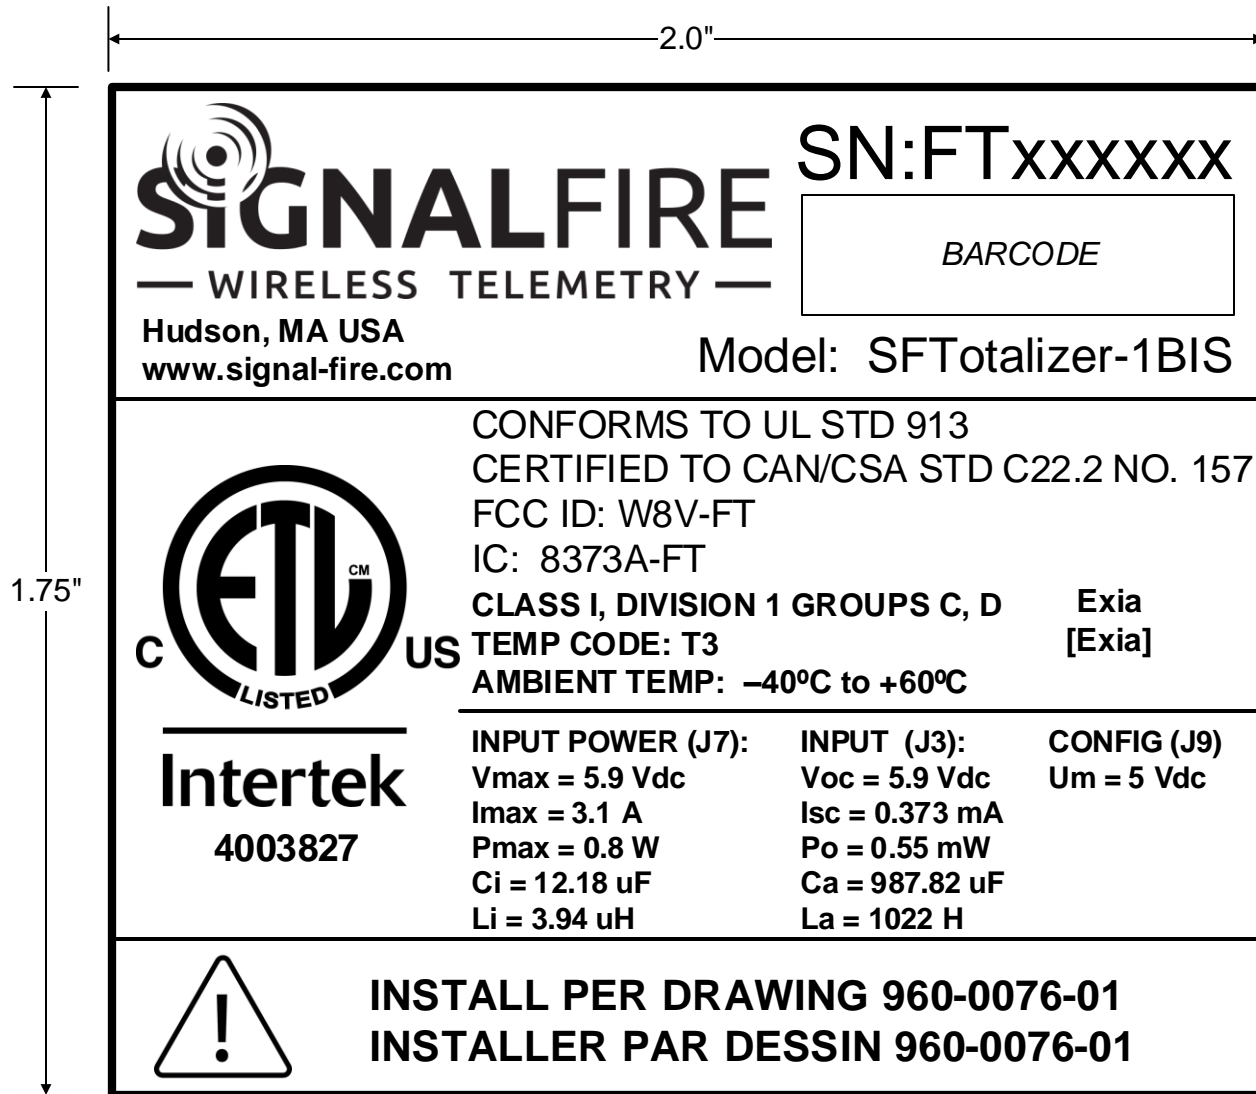 2.0"
1.75"
SIGNALFIRE
WIRELESS TELEMETRY
Hudson, MA USA
www.signal-fire.com
SN:FTxxxxxx
BARCODE
Model: SFTotalizer-1BIS
CONFORMS TO UL STD 913
CERTIFIED TO CAN/CSA STD C22.2 NO. 157
FCC ID: W8V-FT
IC: 8373A-FT
CLASS I, DIVISION 1 GROUPS C, D
TEMP CODE: T3
AMBIENT TEMP: –40ºC to +60ºC
Exia
[Exia]
ETL
CM
C
US
LISTED
Intertek
4003827
INPUT POWER (J7):
Vmax = 5.9 Vdc
Imax = 3.1 A
Pmax = 0.8 W
Ci = 12.18 uF
Li = 3.94 uH
INPUT (J3):
Voc = 5.9 Vdc
Isc = 0.373 mA
Po = 0.55 mW
Ca = 987.82 uF
La = 1022 H
CONFIG (J9)
Um = 5 Vdc
!
INSTALL PER DRAWING 960-0076-01
INSTALLER PAR DESSIN 960-0076-01